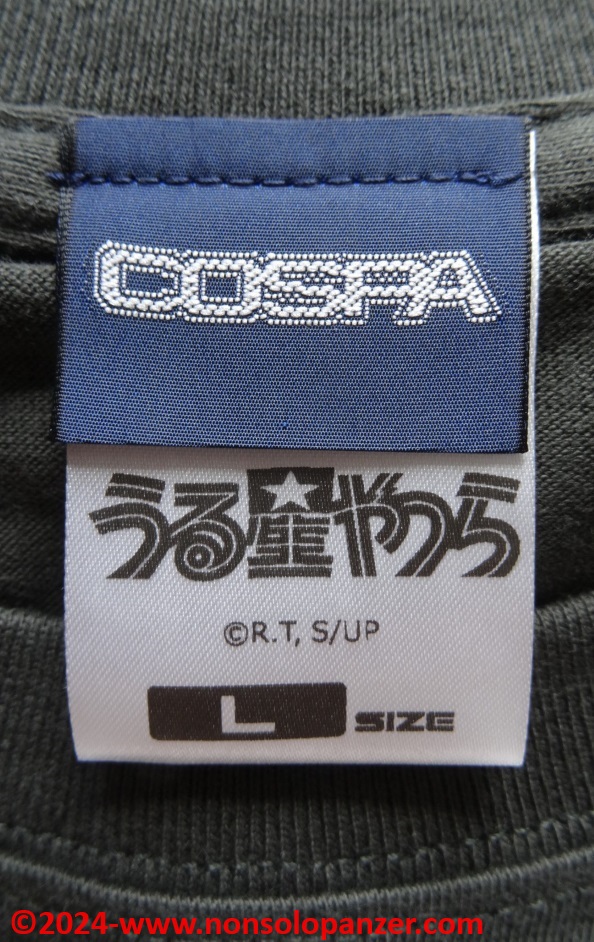 COSPA
うる星やつら
©R.T, S/UP
L SIZE
©2024-www.nonsolopanzer.com